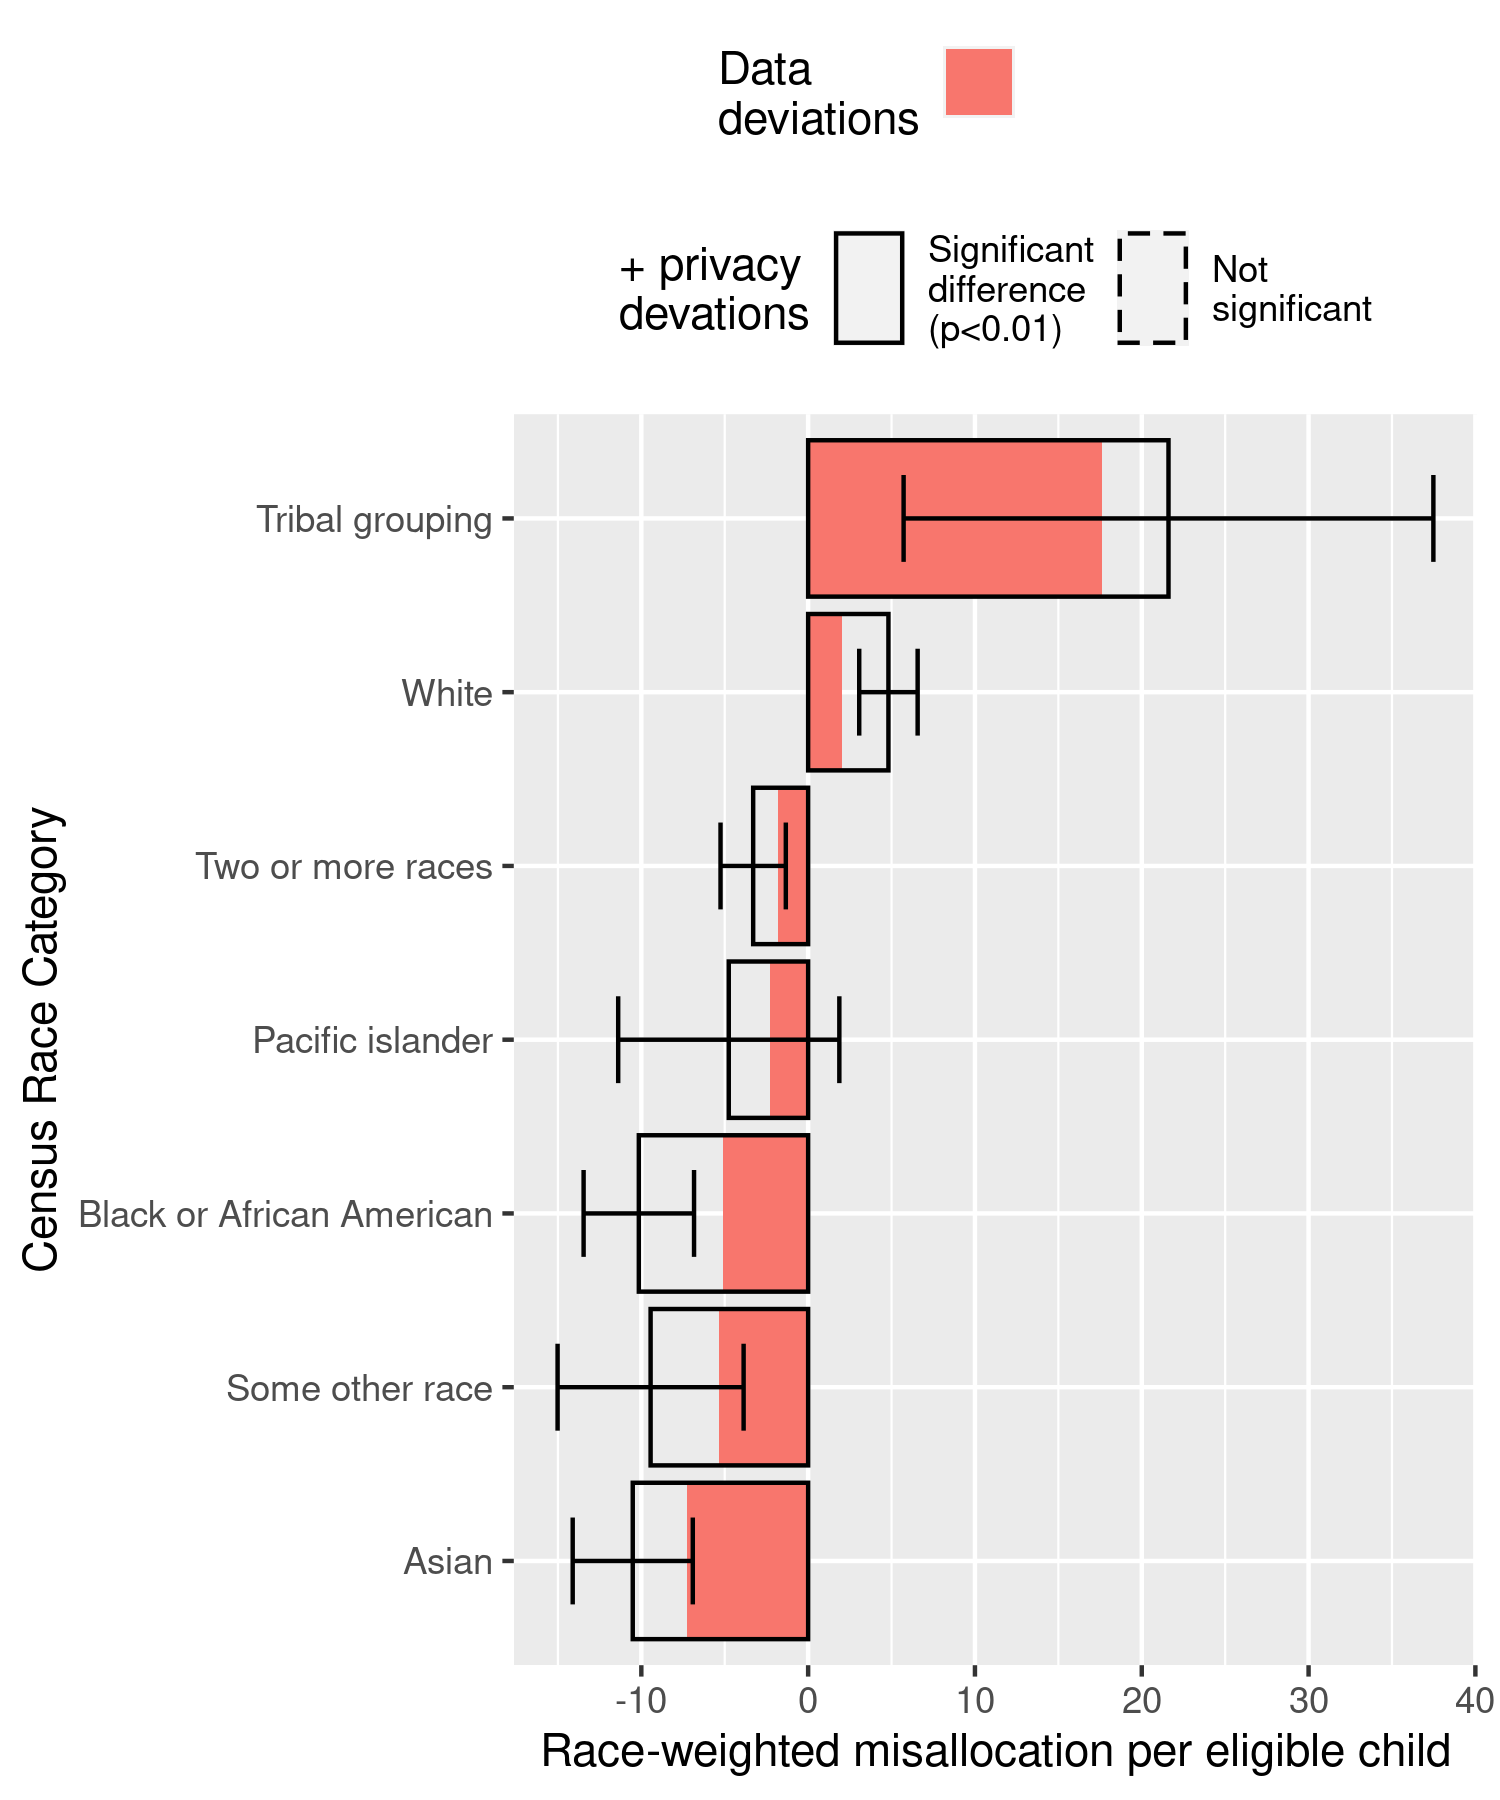 Data
deviations
+ privacy
devations
Significant
difference
(p<0.01)
Not
significant
Census Race Category
Tribal grouping
White
Two or more races
Pacific islander
Black or African American
Some other race
Asian
-10 0 10 20 30 40
Race-weighted misallocation per eligible child